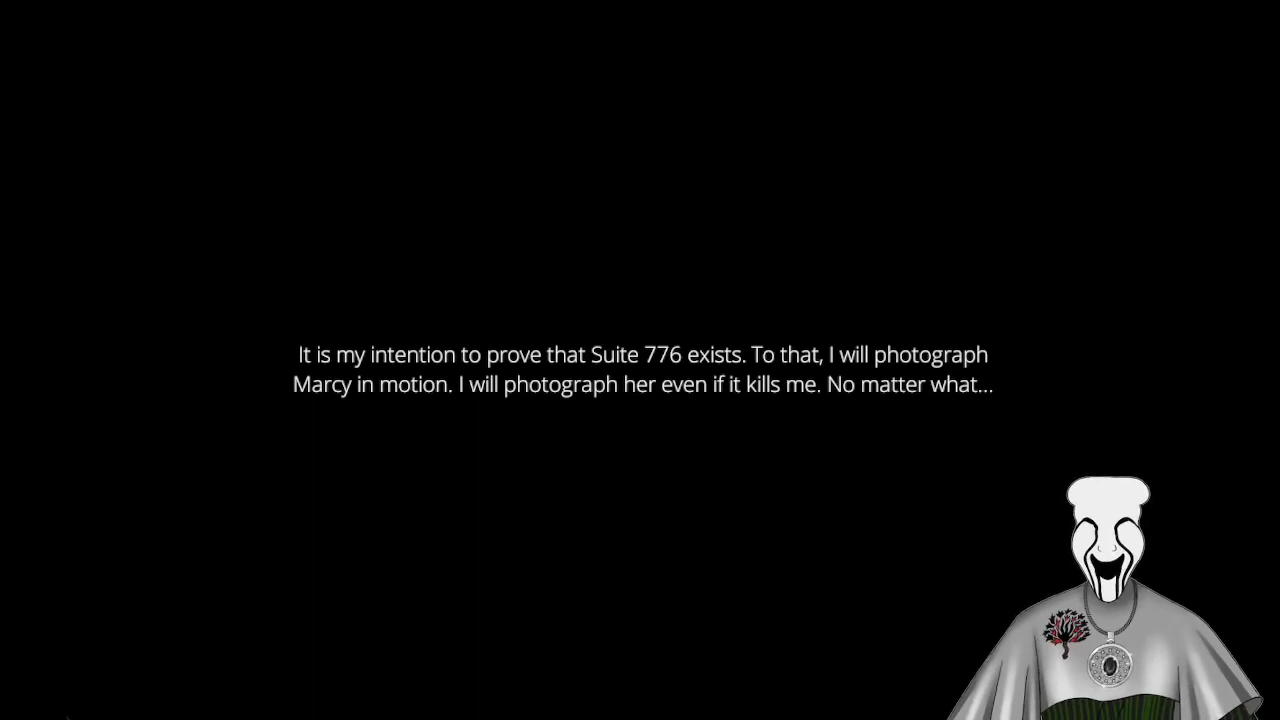 It is my intention to prove that Suite 776 exists. To that, I will photograph
Marcy in motion. I will photograph her even if it kills me. No matter what...